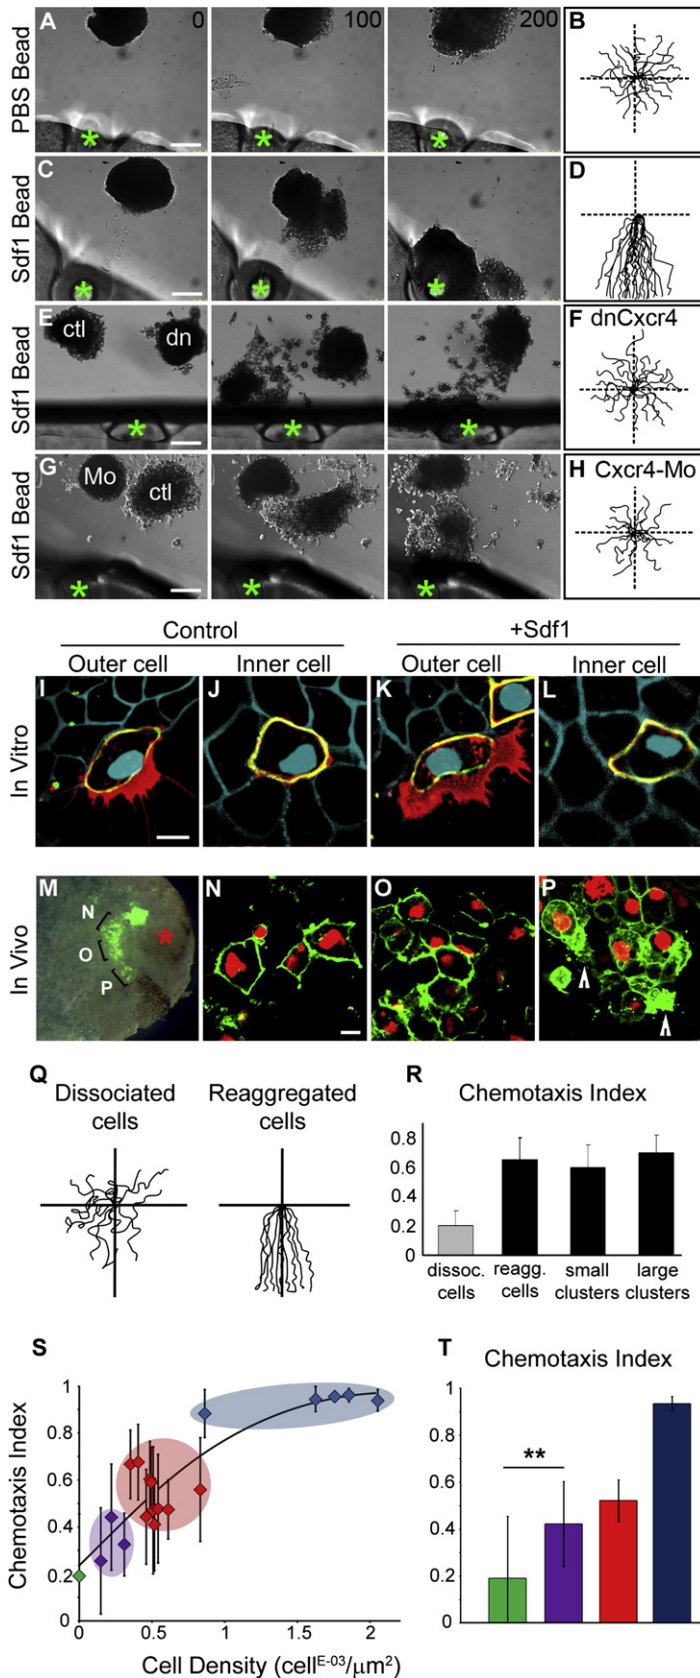 A 0 100 200 B
PBS Bead
C D
Sdf1 Bead
E ctl dn F dnCxcr4
Sdf1 Bead
G Mo ctl H Cxcr4-Mo
Sdf1 Bead
Control +Sdf1
Outer cell Inner cell Outer cell Inner cell
I J K L
In Vitro
M N O P
N
O
P
In Vivo
Q Dissociated cells Reaggregated cells
R Chemotaxis Index
0.8
0.6
0.4
0.2
0
dissoc. cells reagg. cells small clusters large clusters
S
Chemotaxis Index
1
0.8
0.6
0.4
0.2
0
0 0.5 1 1.5 2
Cell Density (cell^E-03/μm²)
T Chemotaxis Index
1
0.8
0.6
0.4
0.2
0
**